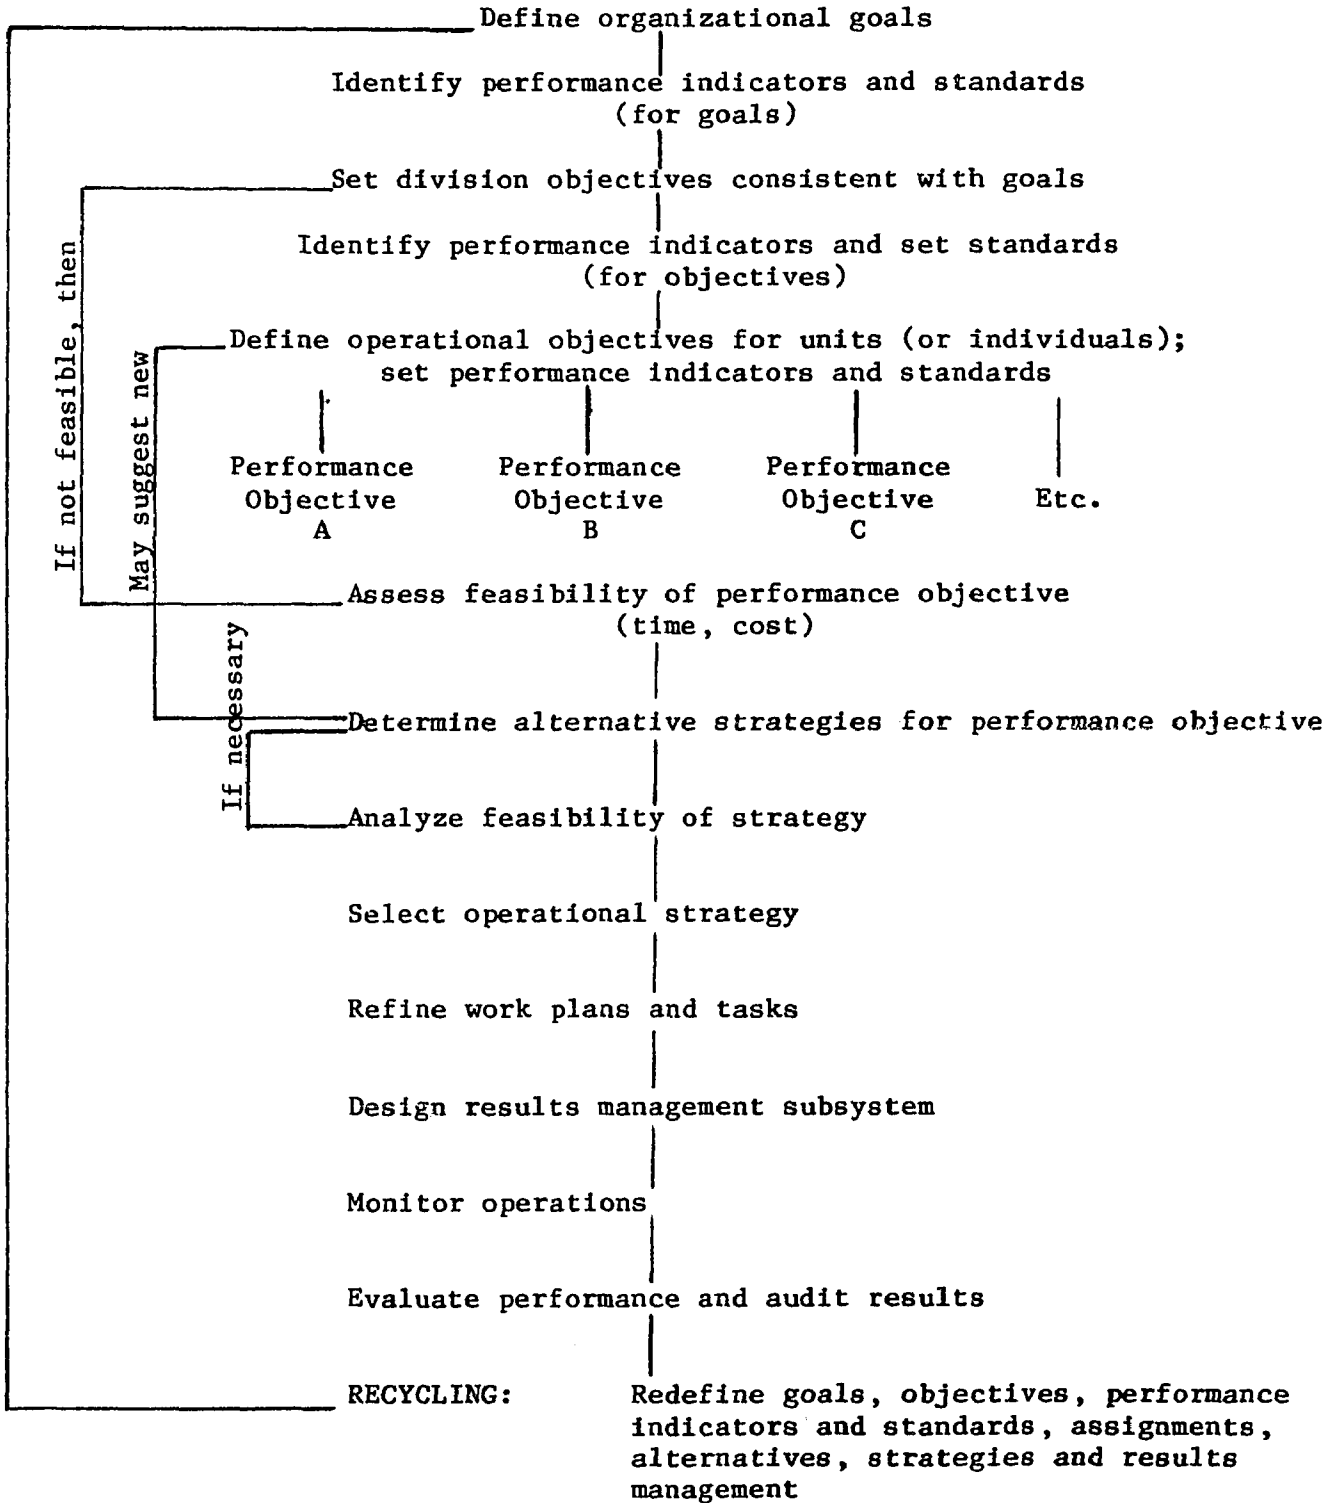 Define organizational goals
Identify performance indicators and standards
(for goals)
Set division objectives consistent with goals
Identify performance indicators and set standards
(for objectives)
Define operational objectives for units (or individuals);
set performance indicators and standards
Performance
Objective
A
Performance
Objective
B
Performance
Objective
C
Etc.
If not feasible, then
May suggest new
Assess feasibility of performance objective
(time, cost)
If necessary
Determine alternative strategies for performance objective
Analyze feasibility of strategy
Select operational strategy
Refine work plans and tasks
Design results management subsystem
Monitor operations
Evaluate performance and audit results
RECYCLING: Redefine goals, objectives, performance
indicators and standards, assignments,
alternatives, strategies and results
management